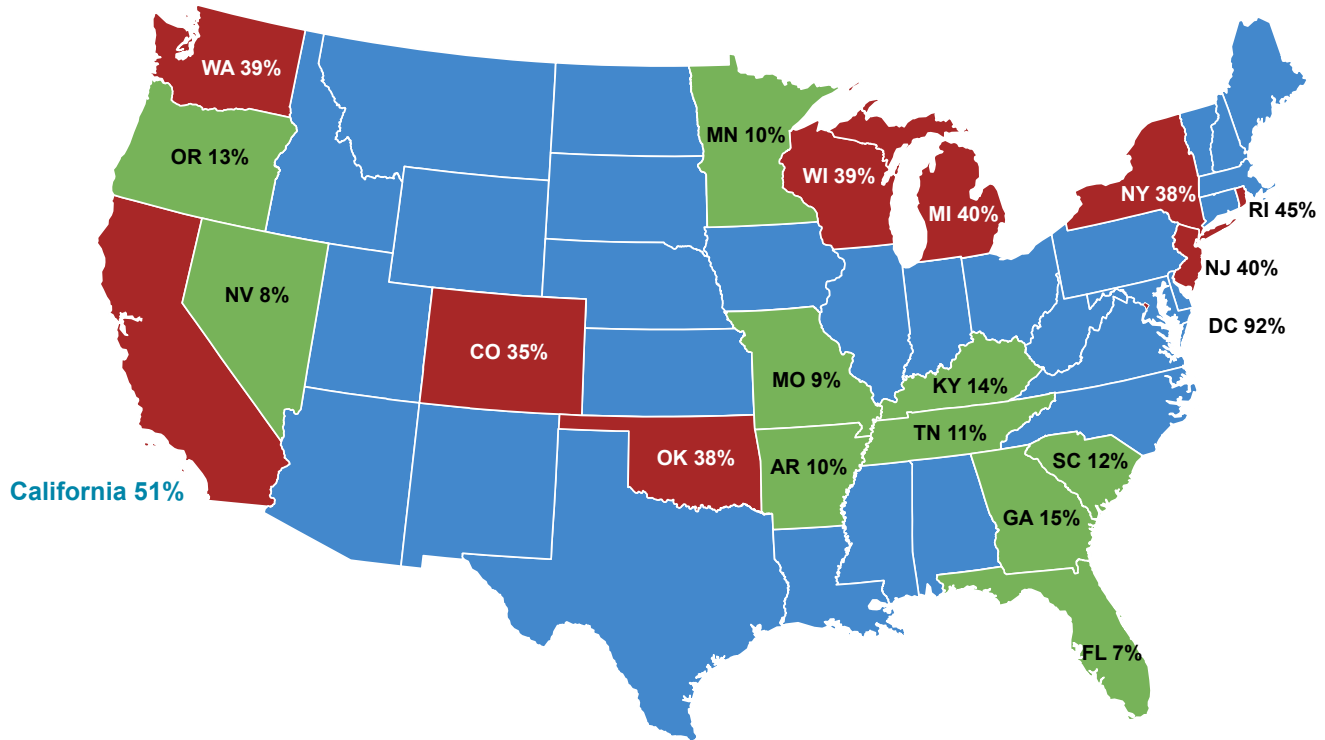 WA 39%
OR 13%
MN 10%
WI 39%
MI 40%
NY 38%
RI 45%
NJ 40%
NV 8%
DC 92%
CO 35%
MO 9%
KY 14%
TN 11%
OK 38%
AR 10%
SC 12%
California 51%
GA 15%
FL 7%